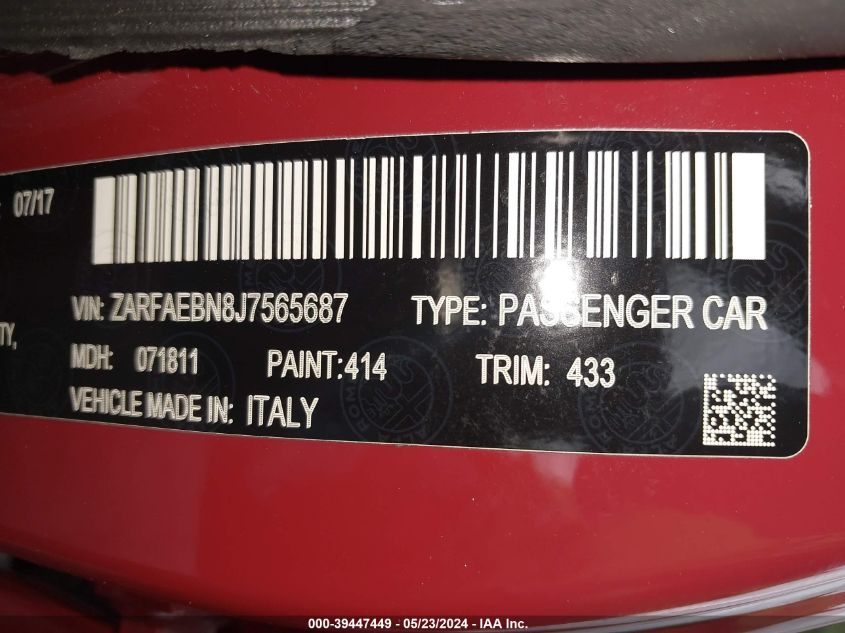 07/17
VIN: ZARFAEBN8J7565687 TYPE: PASSENGER CAR
TY,
MDH: 071811 PAINT:414 TRIM: 433
VEHICLE MADE IN: ITALY
000-39447449 - 05/23/2024 - IAA Inc.